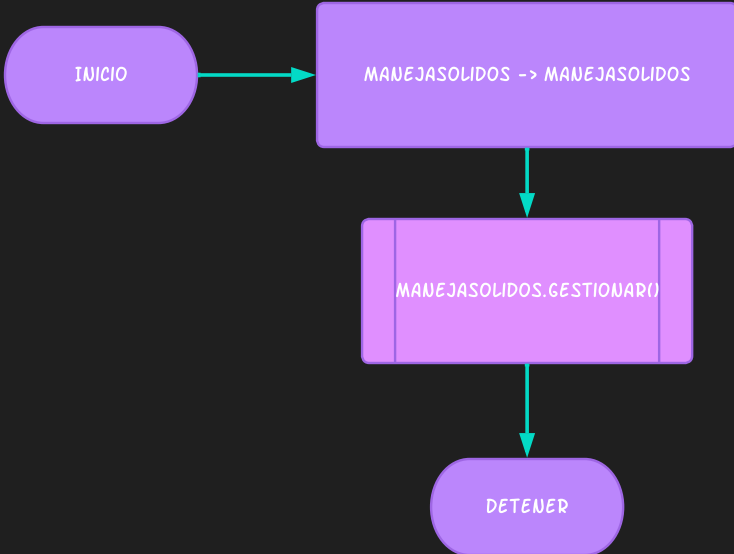 INICIO
MANEJASOLIDOS -> MANEJASOLIDOS
MANEJASOLIDOS.GESTIONAR()
DETENER